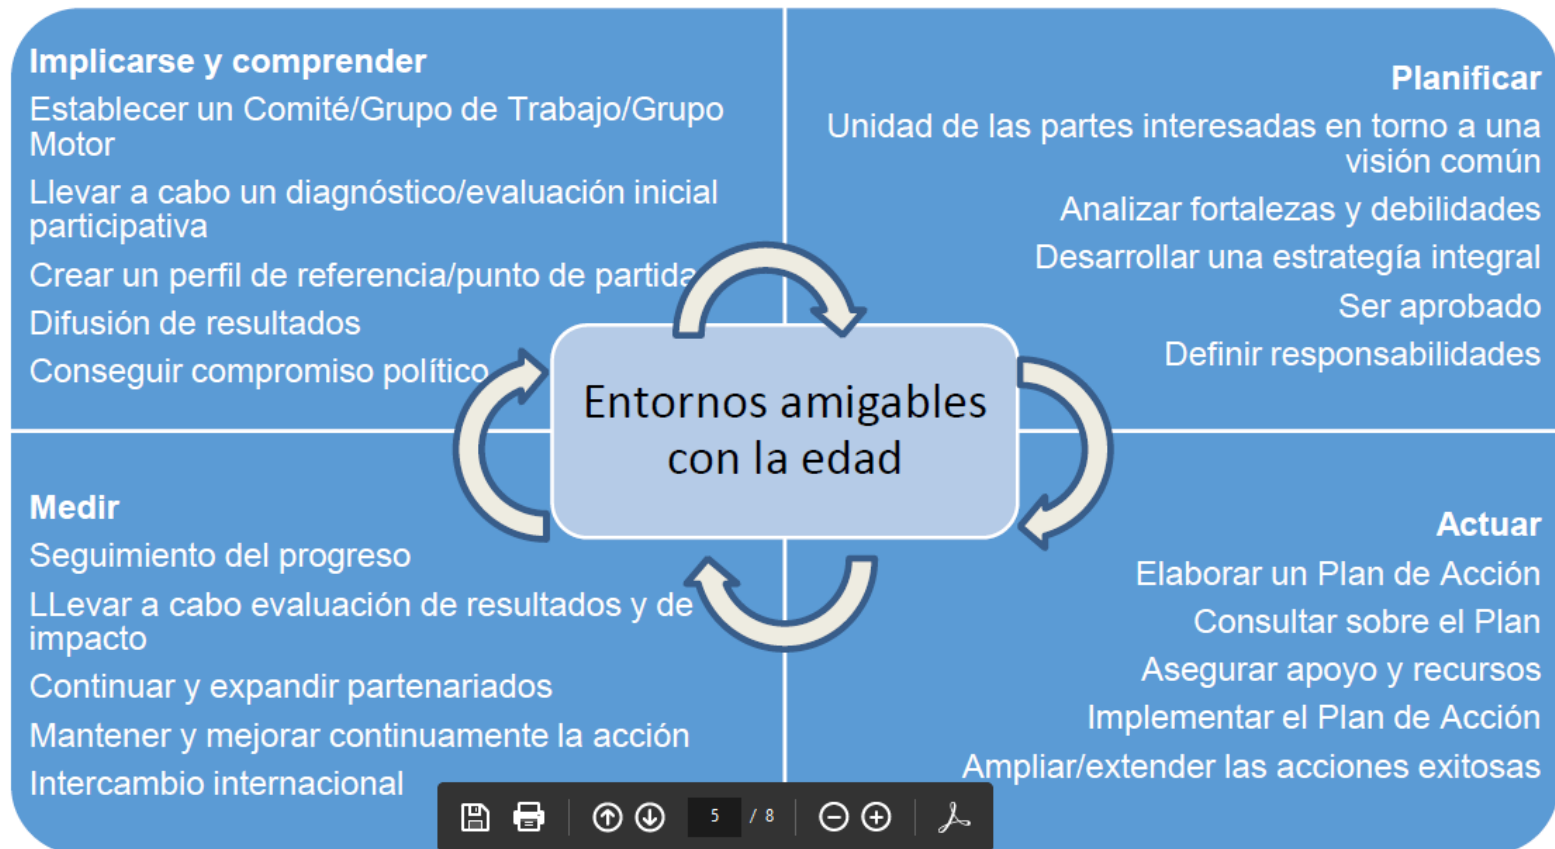 Implicarse y comprender
Establecer un Comité/Grupo de Trabajo/Grupo
Motor
Llevar a cabo un diagnóstico/evaluación inicial
participativa
Crear un perfil de referencia/punto de partida
Difusión de resultados
Conseguir compromiso político
Planificar
Unidad de las partes interesadas en torno a una
visión común
Analizar fortalezas y debilidades
Desarrollar una estrategía integral
Ser aprobado
Definir responsabilidades
Entornos amigables
con la edad
Medir
Seguimiento del progreso
LLevar a cabo evaluación de resultados y de
impacto
Continuar y expandir partenariados
Mantener y mejorar continuamente la acción
Intercambio internacional
Actuar
Elaborar un Plan de Acción
Consultar sobre el Plan
Asegurar apoyo y recursos
Implementar el Plan de Acción
Ampliar/extender las acciones exitosas
5 / 8